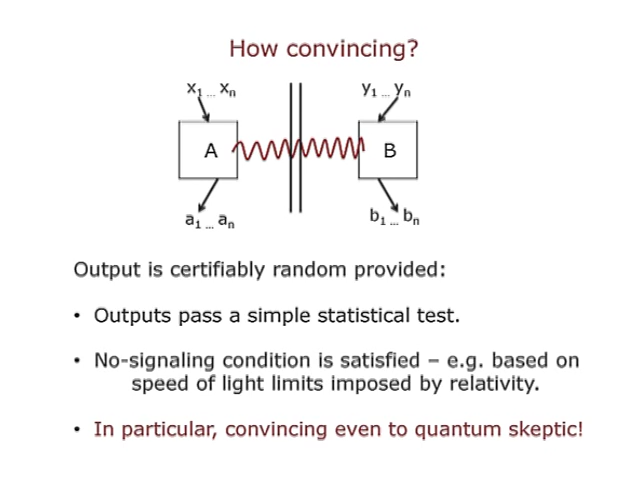 How convincing?
x1 ... xn y1 ... yn
A B
a1 ... an b1 ... bn
Output is certifiably random provided:
• Outputs pass a simple statistical test.
• No-signaling condition is satisfied – e.g. based on
speed of light limits imposed by relativity.
• In particular, convincing even to quantum skeptic!